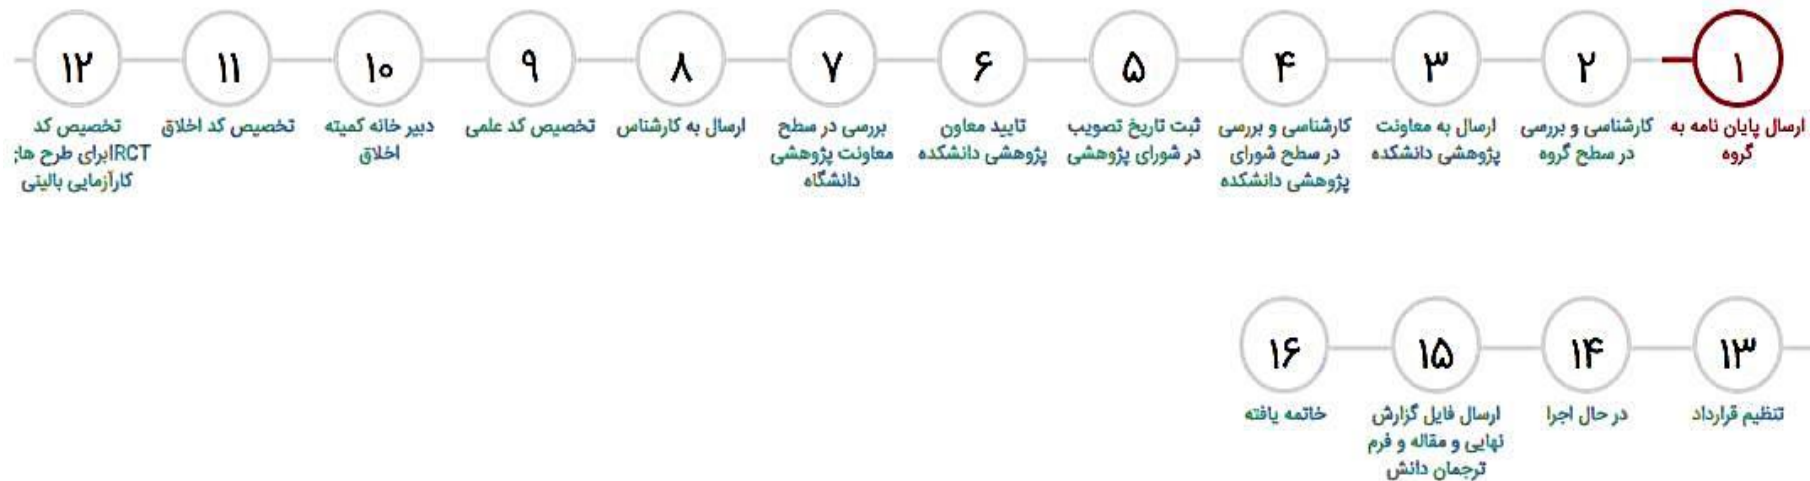 ۱
ارسال پایان نامه به
گروه
۲
کارشناسی و بررسی
در سطح گروه
۳
ارسال به معاونت
پژوهشی دانشکده
۴
کارشناسی و بررسی
در سطح شورای
پژوهشی دانشکده
۵
ثبت تاریخ تصویب
در شورای پژوهشی
۶
تایید معاون
پژوهشی دانشکده
۷
بررسی در سطح
معاونت پژوهشی
دانشگاه
۸
ارسال به کارشناس
۹
تخصیص کد علمی
۱۰
دبیر خانه کمیته
اخلاق
۱۱
تخصیص کد اخلاق
۱۲
تخصیص کد
IRCTبرای طرح های
کارآزمایی بالینی
۱۳
تنظیم قرارداد
۱۴
در حال اجرا
۱۵
ارسال فایل گزارش
نهایی و مقاله و فرم
ترجمان دانش
۱۶
خاتمه یافته